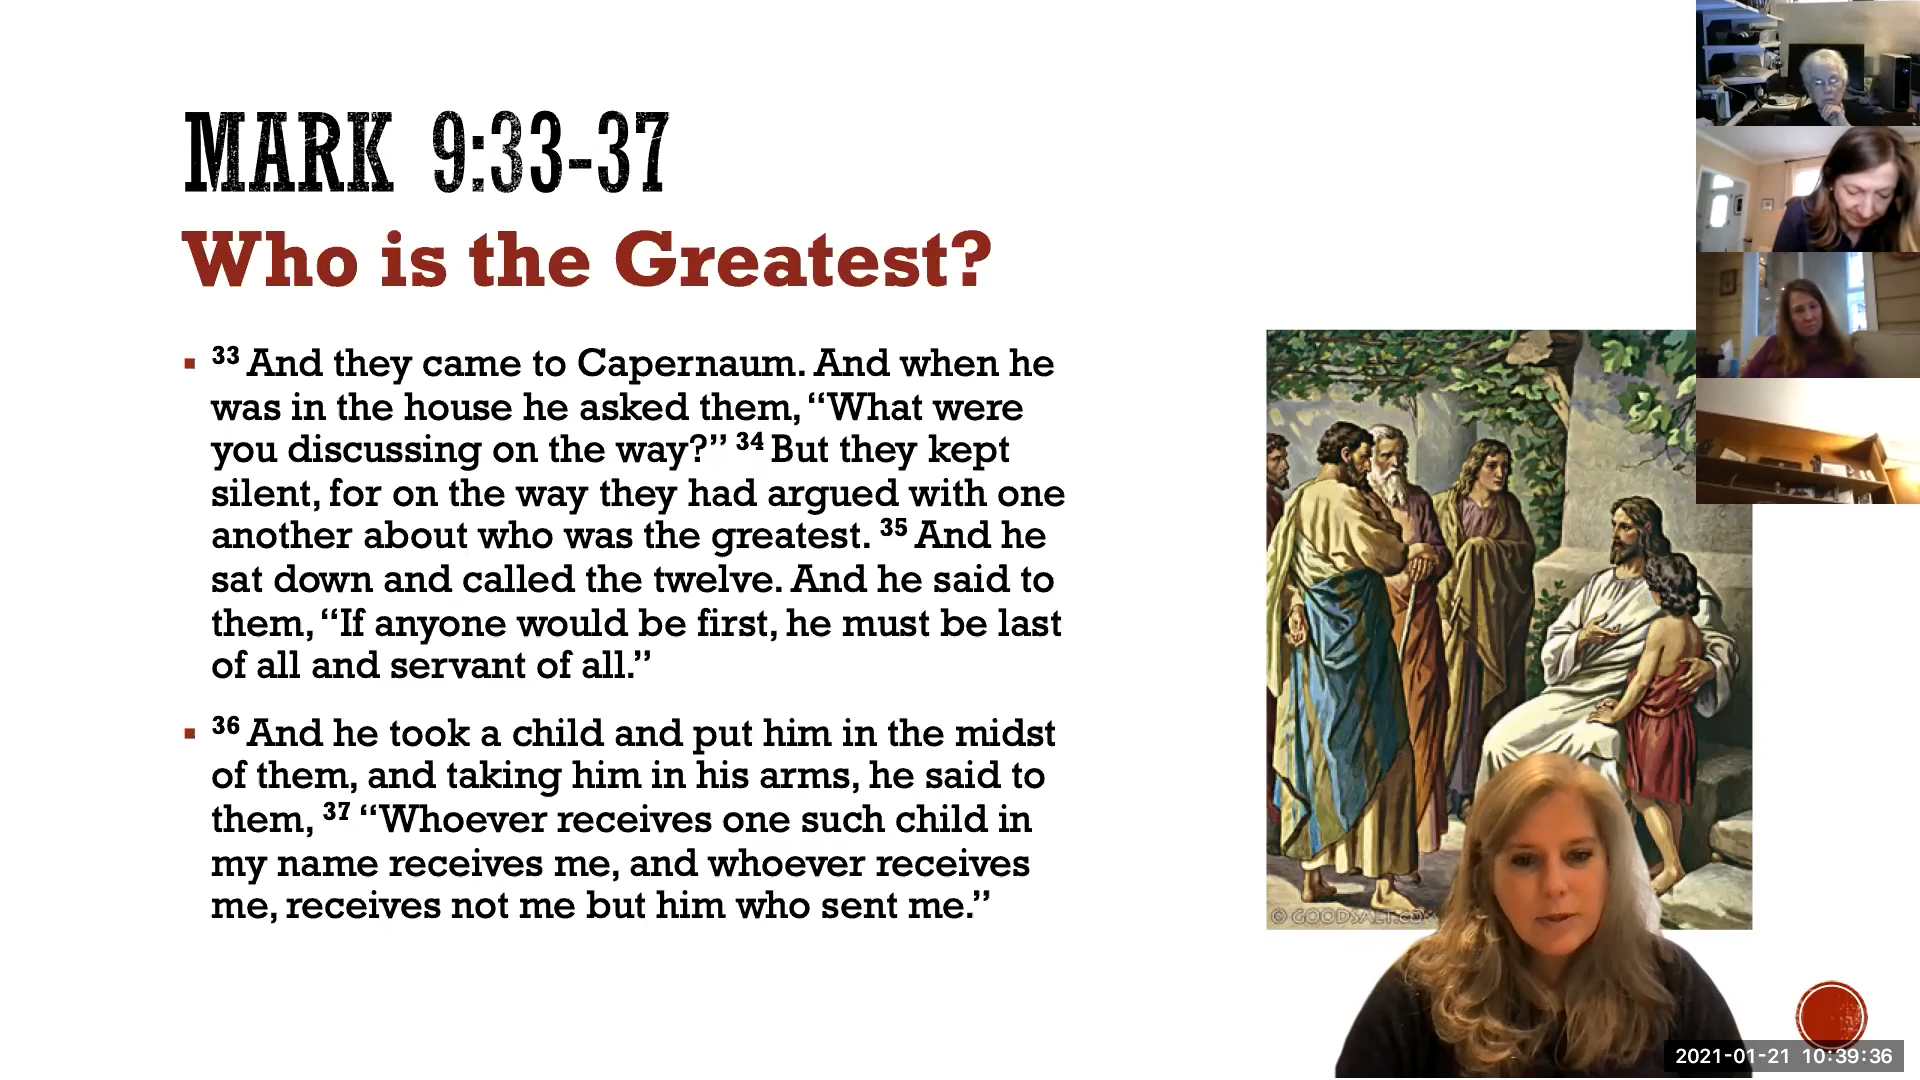 MARK 9:33-37
Who is the Greatest?
33 And they came to Capernaum. And when he
was in the house he asked them, “What were
you discussing on the way?” 34 But they kept
silent, for on the way they had argued with one
another about who was the greatest. 35 And he
sat down and called the twelve. And he said to
them, “If anyone would be first, he must be last
of all and servant of all.”
36 And he took a child and put him in the midst
of them, and taking him in his arms, he said to
them, 37 “Whoever receives one such child in
my name receives me, and whoever receives
me, receives not me but him who sent me.”
© GOODSALT.COM
2021-01-21 10:39:36